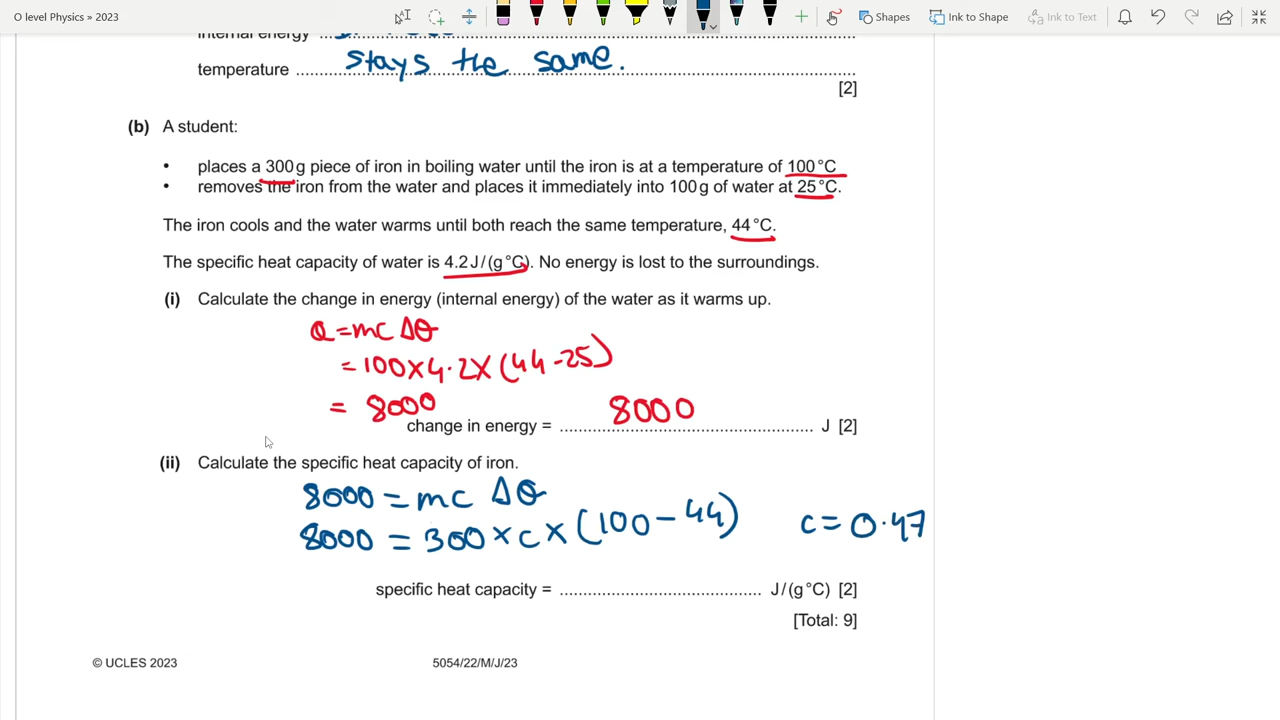 O level Physics » 2023
Shapes
Ink to Shape
Ink to Text
internal energy
temperature stays the same.
[2]
(b) A student:
• places a 300 g piece of iron in boiling water until the iron is at a temperature of 100 °C
• removes the iron from the water and places it immediately into 100 g of water at 25 °C.
The iron cools and the water warms until both reach the same temperature, 44 °C.
The specific heat capacity of water is 4.2 J / (g °C). No energy is lost to the surroundings.
(i) Calculate the change in energy (internal energy) of the water as it warms up.
Q = mc Δθ
= 100 × 4.2 × (44 - 25)
= 8000
8000
change in energy = ........................................................ J [2]
(ii) Calculate the specific heat capacity of iron.
8000 = mc Δθ
8000 = 300 × c × (100 - 44) c = 0.47
specific heat capacity = ............................................. J / (g °C) [2]
[Total: 9]
© UCLES 2023
5054/22/M/J/23